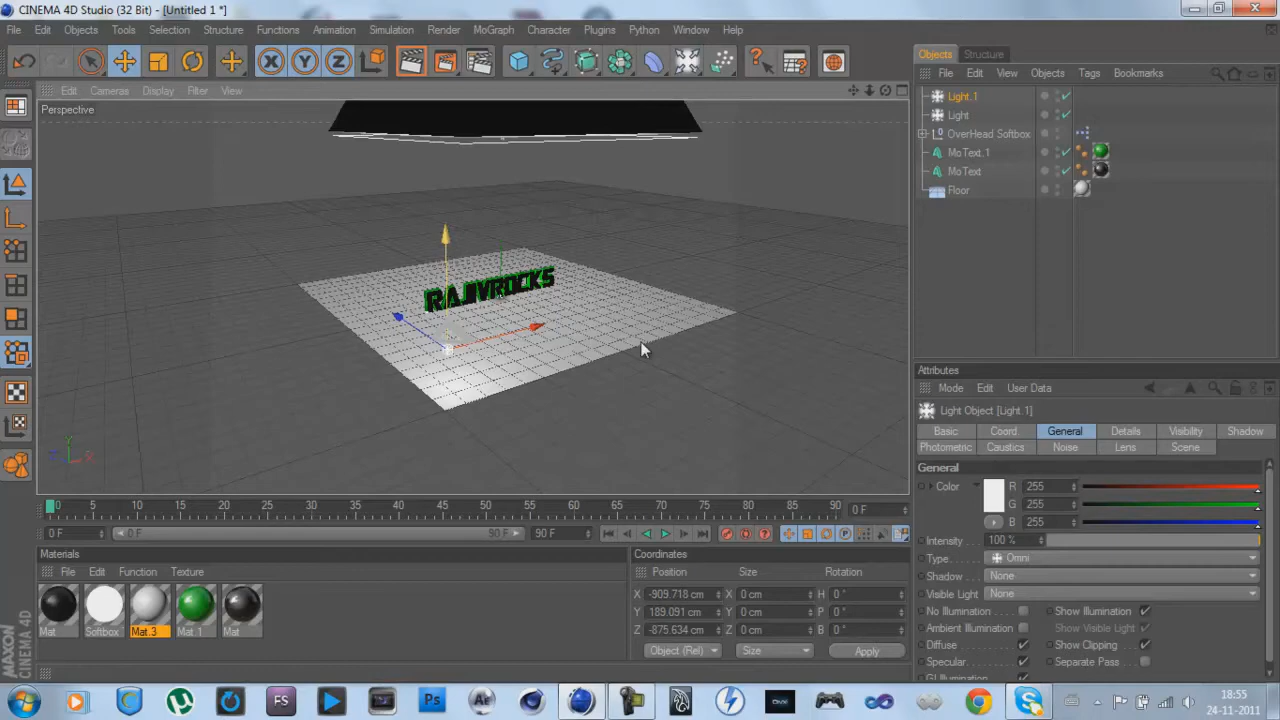 CINEMA 4D Studio (32 Bit) - [Untitled 1 *]
File Edit Objects Tools Selection Structure Functions Animation Simulation Render MoGraph Character Plugins Python Window Help
Objects Structure
File Edit View Objects Tags Bookmarks
Edit Cameras Display Filter View
Perspective
Light.1
Light
OverHead Softbox
MoText.1
MoText
Floor
RAJIVROCKS
Attributes
Mode Edit User Data
Light Object [Light.1]
Basic Coord. General Details Visibility Shadow
Photometric Caustics Noise Lens Scene
General
Color R 255
G 255
B 255
Intensity 100 %
Type Omni
Shadow None
Visible Light None
No Illumination Show Illumination
Ambient Illumination Show Visible Light
Diffuse Show Clipping
Specular Separate Pass
GI Illumination
0 5 10 15 20 25 30 35 40 45 50 55 60 65 70 75 80 85 90 0 F
0 F 0 F 90 F 90 F
Materials
File Edit Function Texture
Mat Softbox Mat.3 Mat.1 Mat
Coordinates
Position Size Rotation
X -909.718 cm X 0 cm H 0 °
Y 189.091 cm Y 0 cm P 0 °
Z -875.634 cm Z 0 cm B 0 °
Object (Rel) Size Apply
MAXON
CINEMA 4D
FS Ps Ae
18:55
24-11-2011